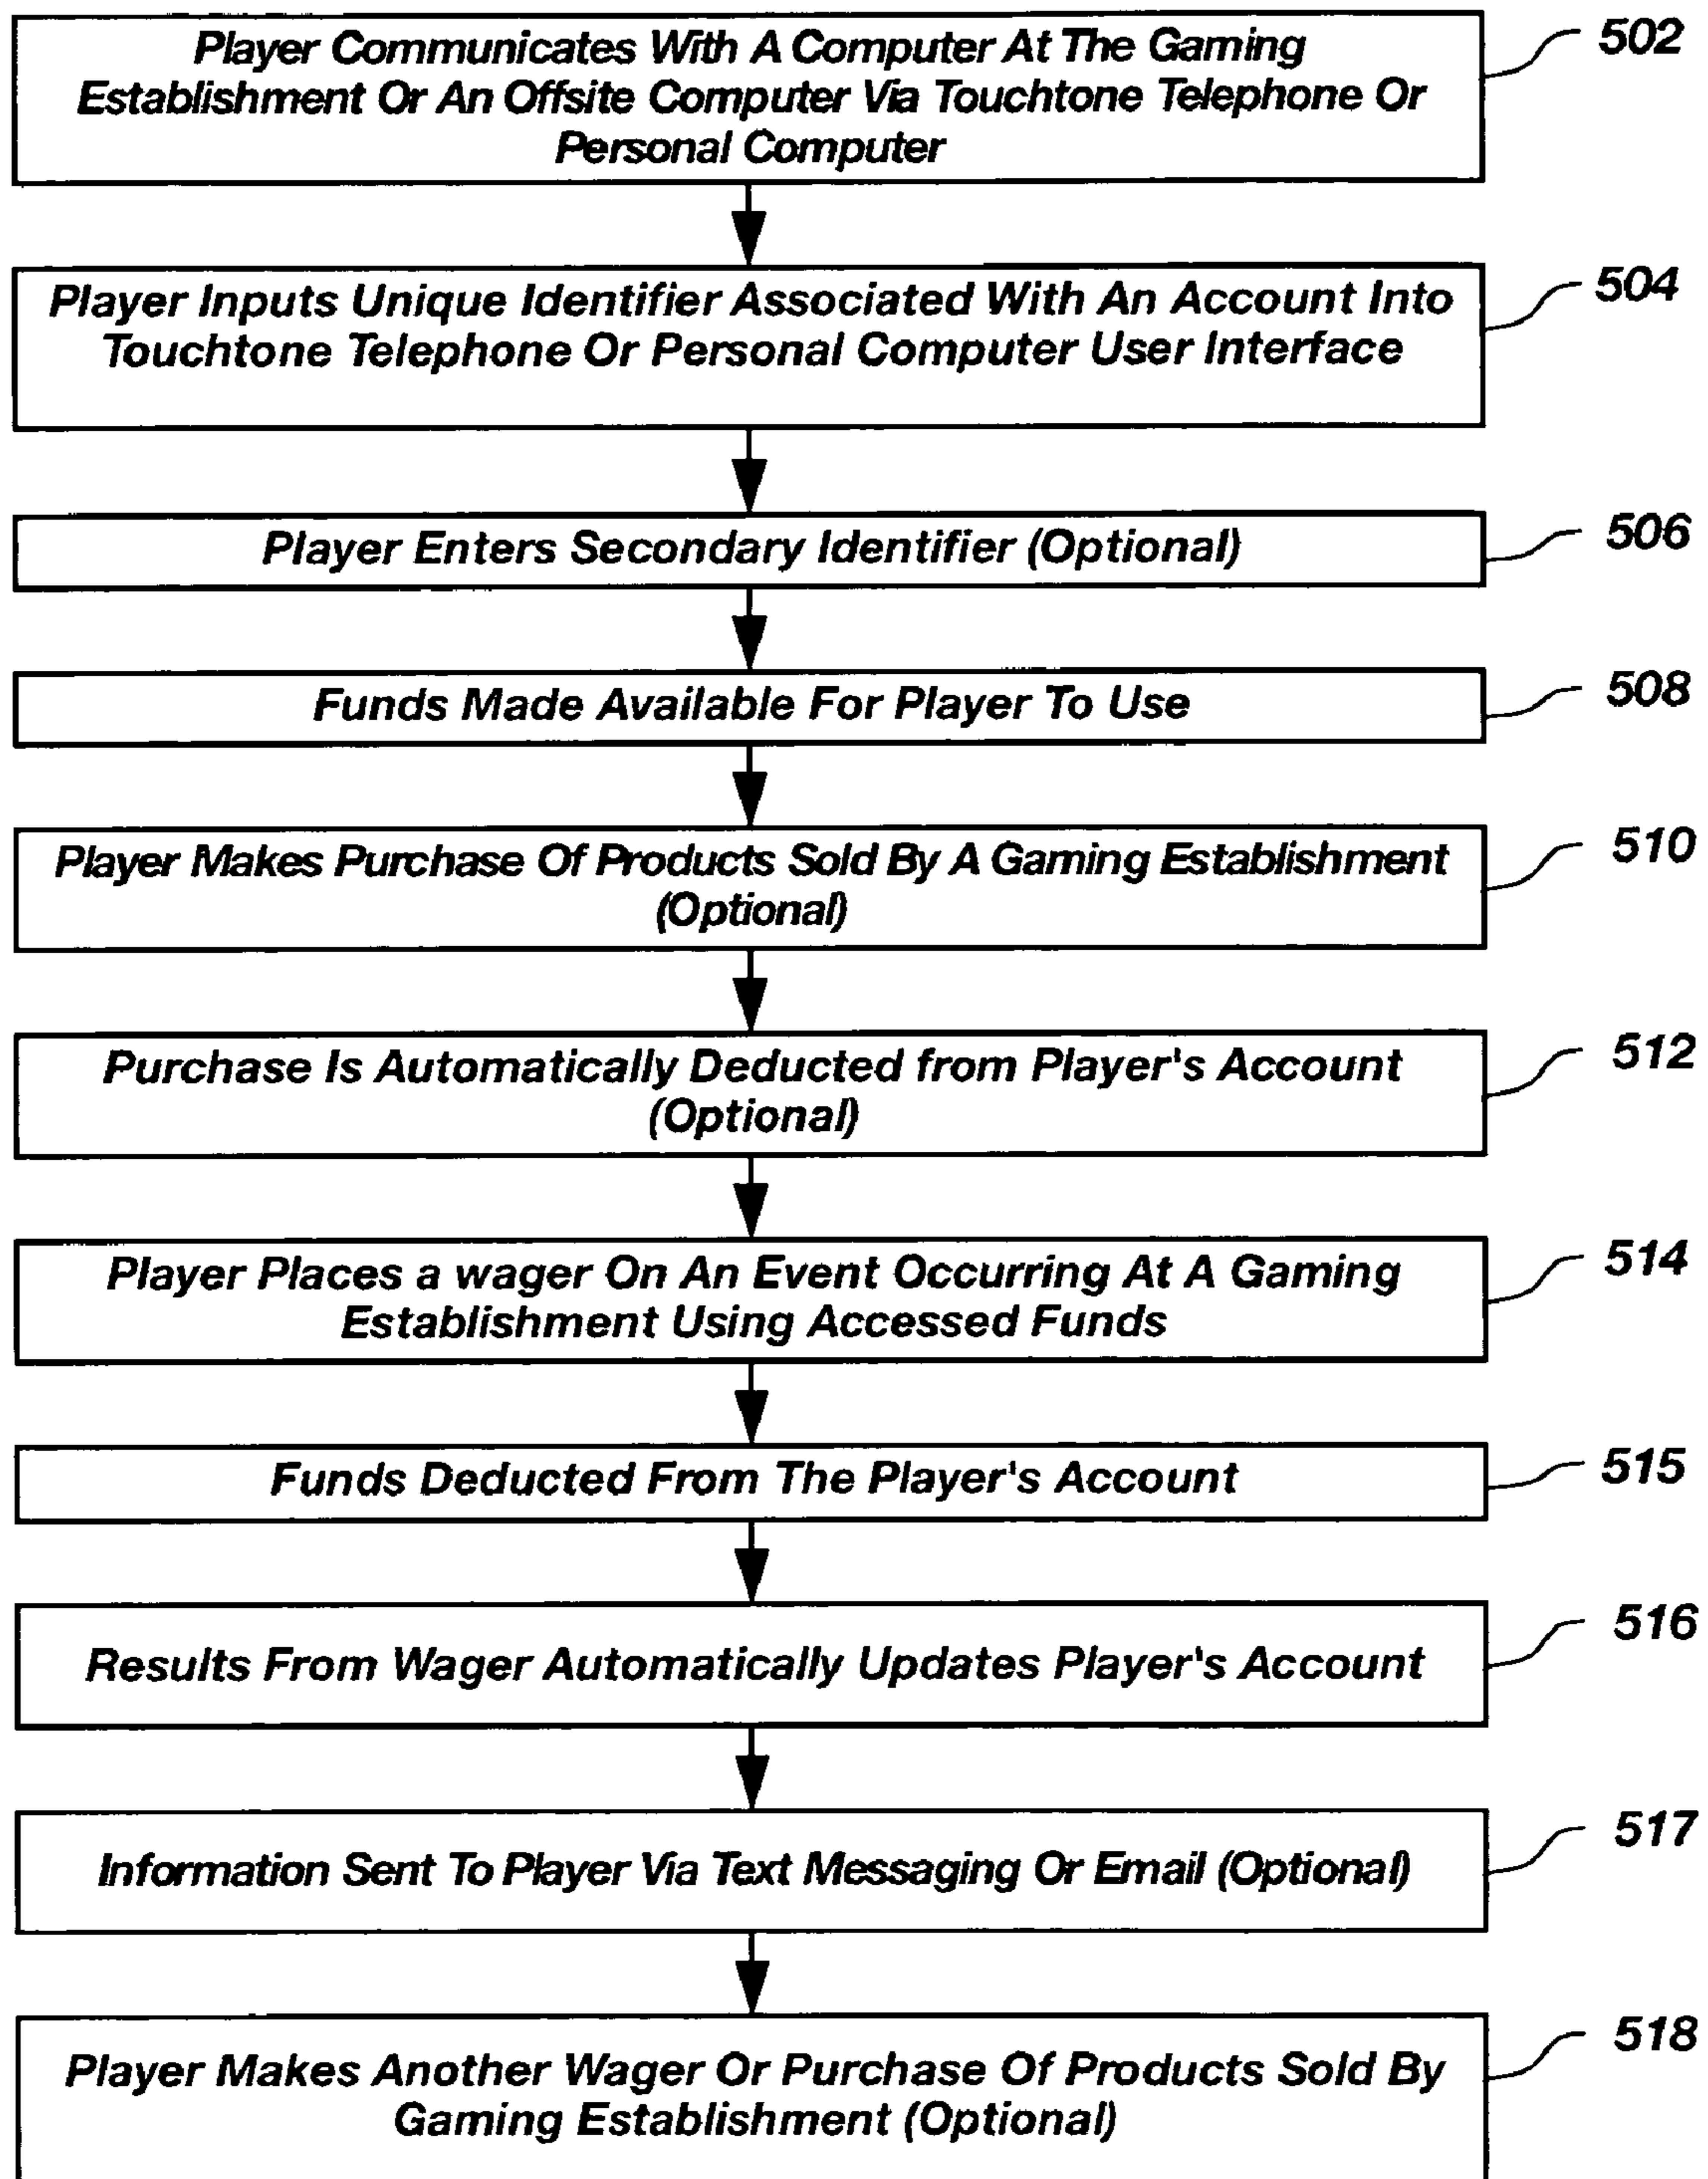 Player Communicates With A Computer At The Gaming
Establishment Or An Offsite Computer Via Touchtone Telephone Or
Personal Computer
502
Player Inputs Unique Identifier Associated With An Account Into
Touchtone Telephone Or Personal Computer User Interface
504
Player Enters Secondary Identifier (Optional)
506
Funds Made Available For Player To Use
508
Player Makes Purchase Of Products Sold By A Gaming Establishment
(Optional)
510
Purchase Is Automatically Deducted from Player's Account
(Optional)
512
Player Places a wager On An Event Occurring At A Gaming
Establishment Using Accessed Funds
514
Funds Deducted From The Player's Account
515
Results From Wager Automatically Updates Player's Account
516
Information Sent To Player Via Text Messaging Or Email (Optional)
517
Player Makes Another Wager Or Purchase Of Products Sold By
Gaming Establishment (Optional)
518